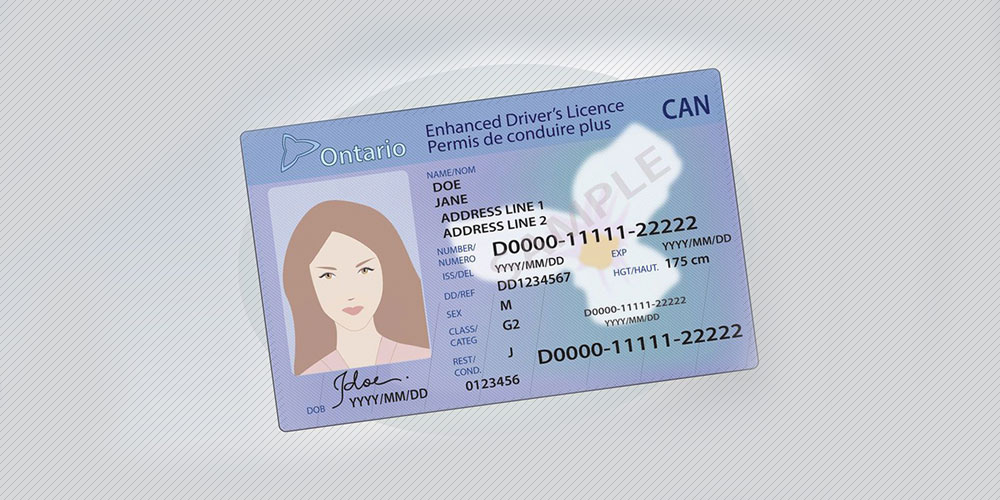 Ontario
Enhanced Driver's Licence
Permis de conduire plus
CAN
NAME/NOM
DOE
JANE
ADDRESS LINE 1
ADDRESS LINE 2
NUMBER/
NUMERO
D0000-11111-22222
ISS/DEL
YYYY/MM/DD
EXP
YYYY/MM/DD
DD/REF
DD1234567
HGT/HAUT.
175 cm
SEX
M
CLASS/
CATEG
G2
D0000-11111-22222
YYYY/MM/DD
REST/
COND.
J
D0000-11111-22222
0123456
Jdoe
DOB
YYYY/MM/DD
SAMPLE